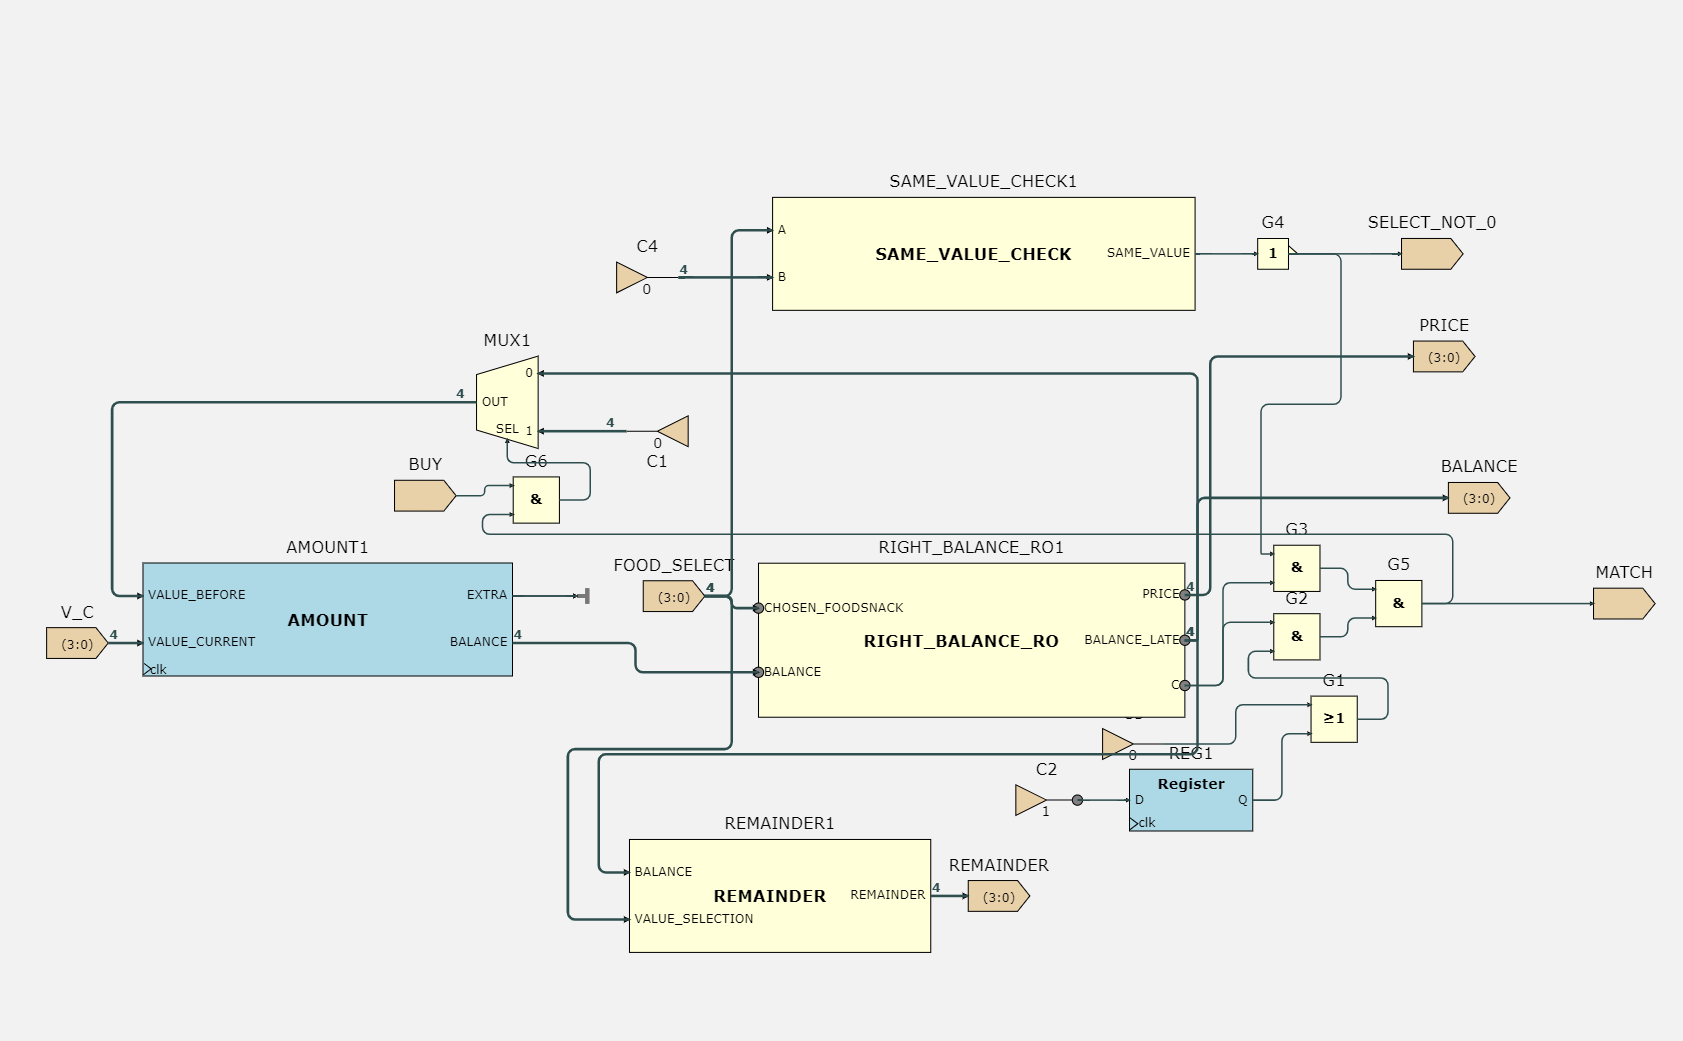 SAME_VALUE_CHECK1
A
SAME_VALUE_CHECK
SAME_VALUE
B
C4
4
0
G4
1
SELECT_NOT_0
PRICE
(3:0)
MUX1
0
4
OUT
SEL 1
4
0
C1
BUY
G6
&
BALANCE
(3:0)
AMOUNT1
VALUE_BEFORE
EXTRA
AMOUNT
VALUE_CURRENT
BALANCE
4
clk
V_C
(3:0)
4
FOOD_SELECT
(3:0)
4
RIGHT_BALANCE_RO1
CHOSEN_FOODSNACK
PRICE
4
RIGHT_BALANCE_RO
BALANCE_LATE
4
BALANCE
C
G3
&
G2
&
G5
&
MATCH
G1
≥1
0
REG1
Register
D
Q
clk
C2
1
REMAINDER1
BALANCE
REMAINDER
REMAINDER
4
VALUE_SELECTION
REMAINDER
(3:0)